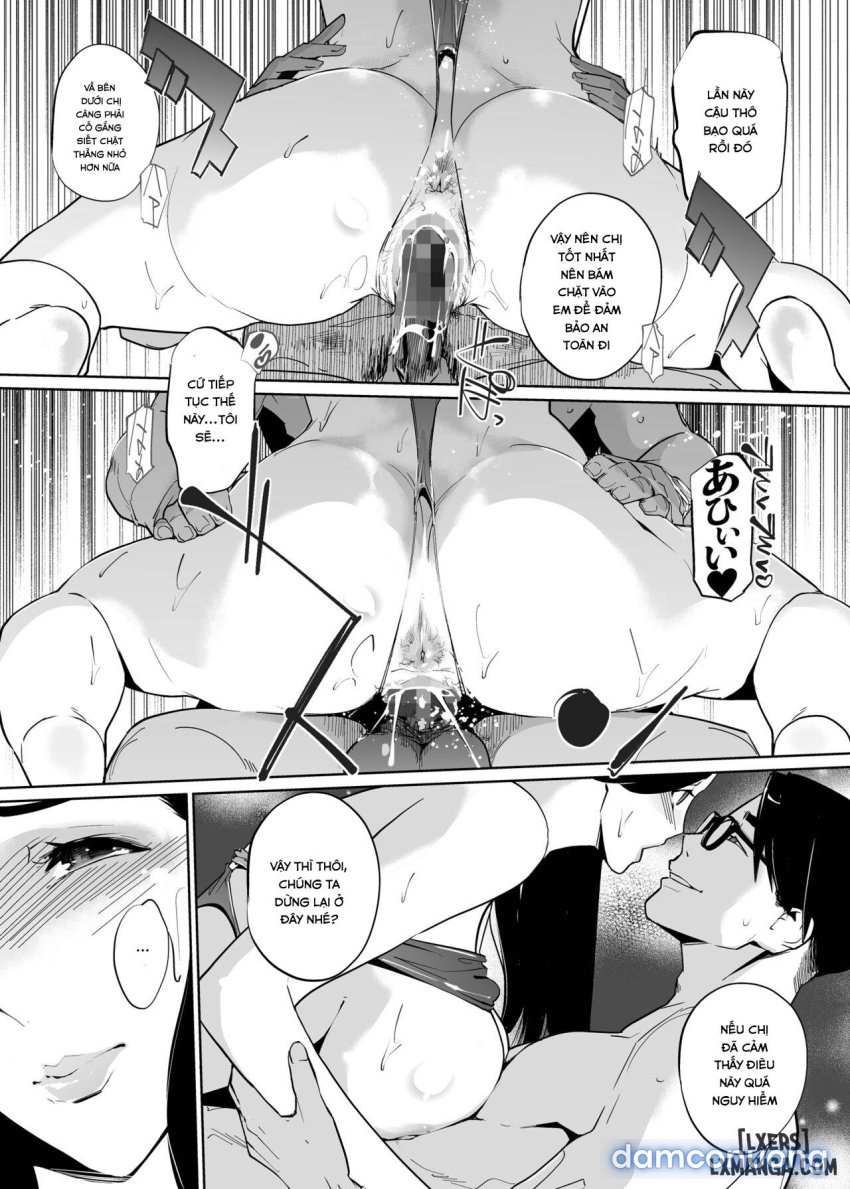 LẦN NÀY
CẬU THÔ
BẠO QUÁ
RỒI ĐÓ
VẬY NÊN CHỊ
TỐT NHẤT
NÊN BÁM
CHẶT VÀO
EM ĐỂ ĐẢM
BẢO AN
TOÀN ĐI
VẢ BÊN
DƯỚI CHỊ
CÀNG PHẢI
CỐ GẮNG
SIẾT CHẶT
THẰNG NHỎ
HƠN NỮA
あひぃい♥
CỨ TIẾP
TỤC THẾ
NÀY...TÔI
SẼ...
NẾU CHỊ
ĐÃ CẢM
THẤY ĐIỀU
NÀY QUÁ
NGUY HIỂM
VẬY THÌ THÔI,
CHÚNG TA
DỪNG LẠI Ở
ĐÂY NHÉ?
...
[LXERS]
LXMANGA.COM